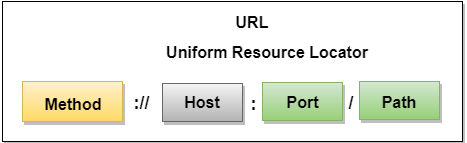 URL
Uniform Resource Locator
Method :// Host : Port / Path